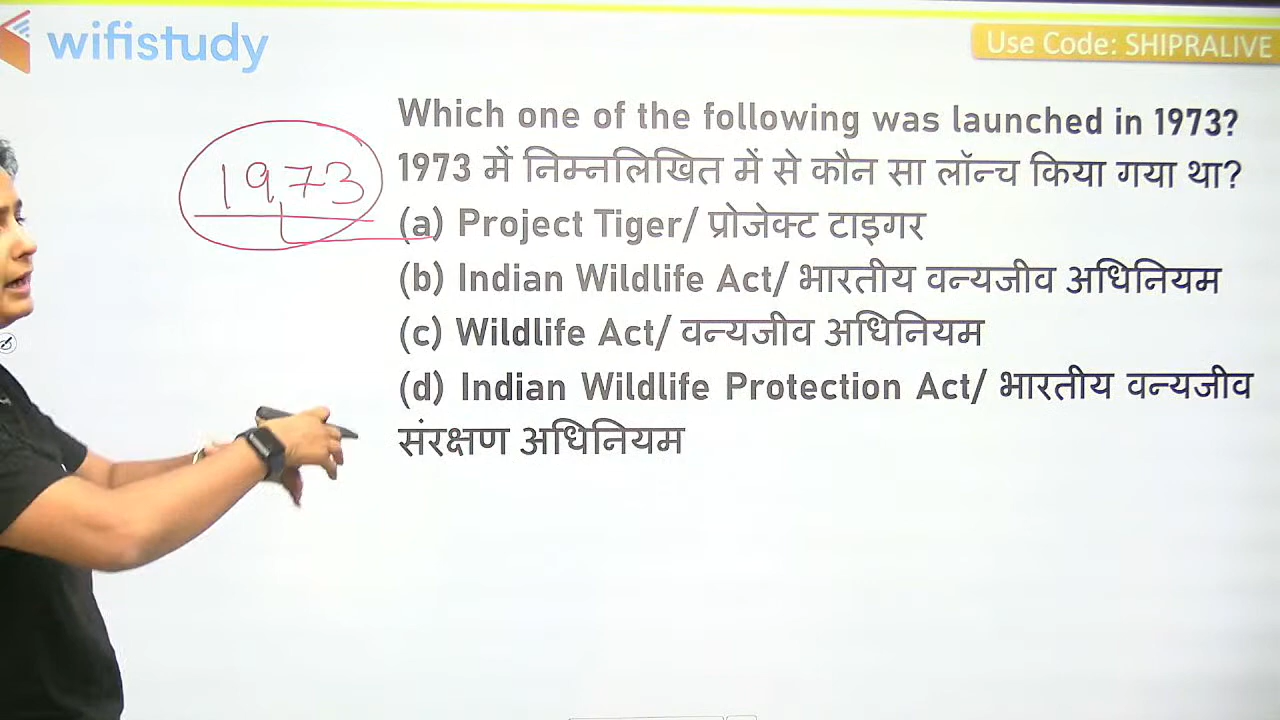 wifistudy
Use Code: SHIPRALIVE
1973
Which one of the following was launched in 1973?
1973 में निम्नलिखित में से कौन सा लॉन्च किया गया था?
(a) Project Tiger/ प्रोजेक्ट टाइगर
(b) Indian Wildlife Act/ भारतीय वन्यजीव अधिनियम
(c) Wildlife Act/ वन्यजीव अधिनियम
(d) Indian Wildlife Protection Act/ भारतीय वन्यजीव
संरक्षण अधिनियम